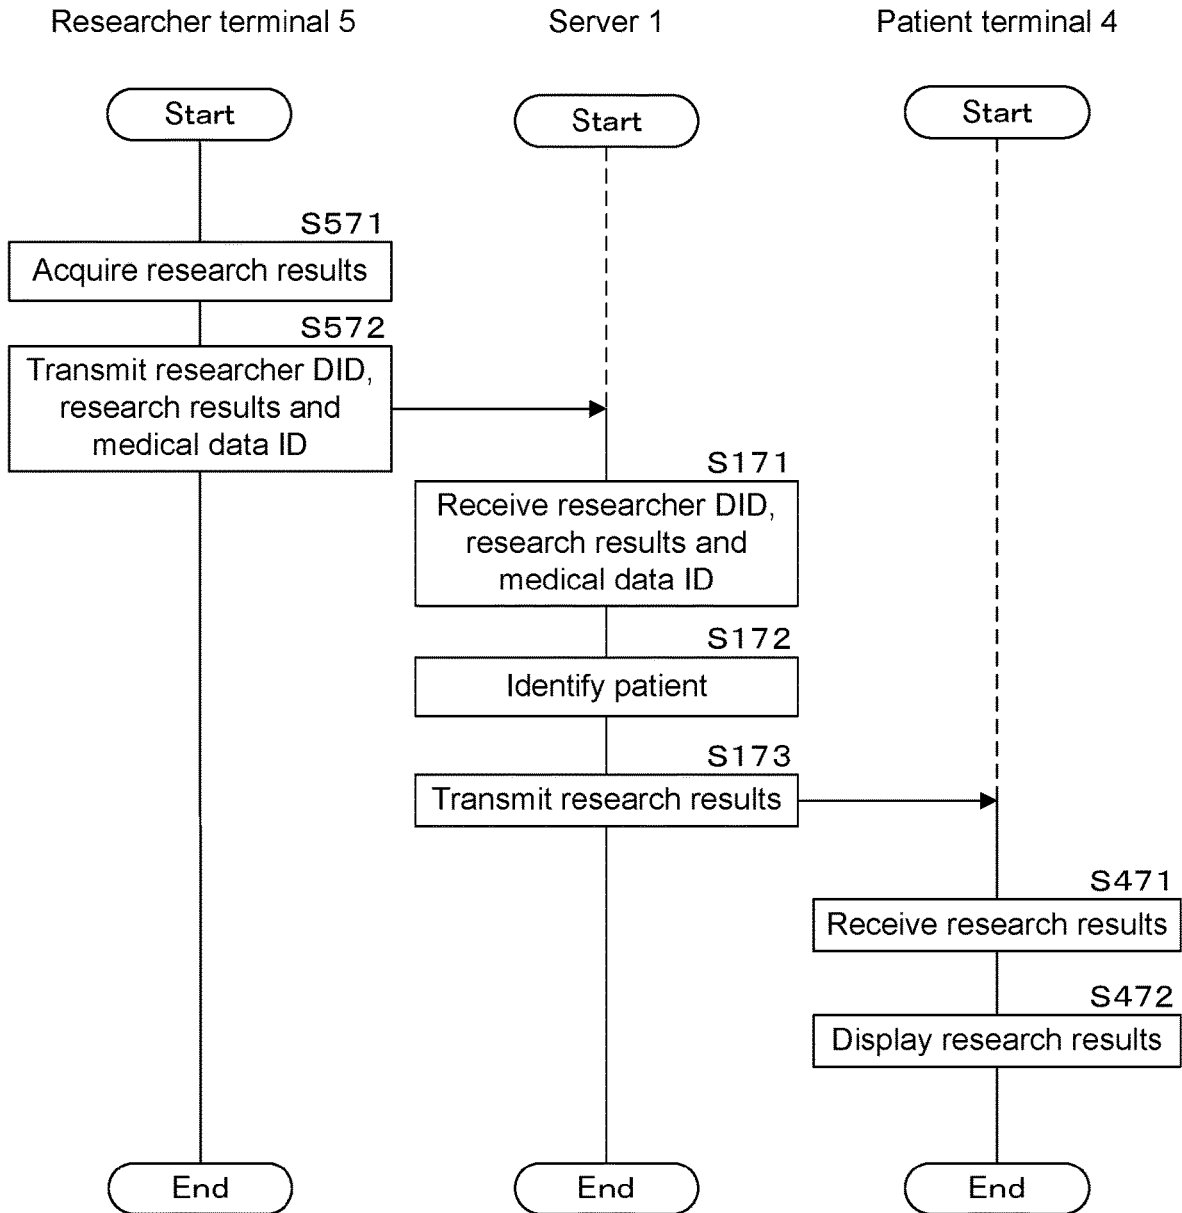 Researcher terminal 5
Server 1
Patient terminal 4
Start
Start
Start
S571
Acquire research results
S572
Transmit researcher DID,
research results and
medical data ID
S171
Receive researcher DID,
research results and
medical data ID
S172
Identify patient
S173
Transmit research results
S471
Receive research results
S472
Display research results
End
End
End